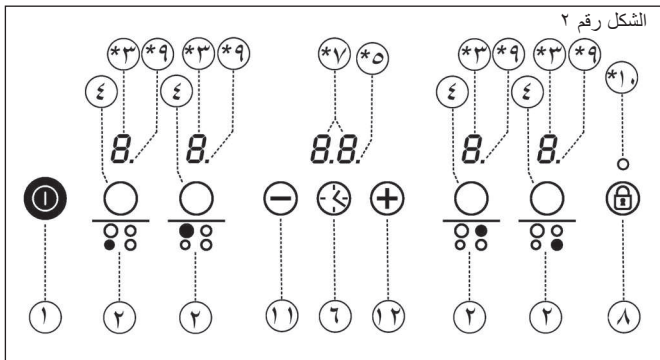 الشكل رقم ٢
*٣ *٩ *٣ *٩ *٧ *٥ *٣ *٩ *٣ *٩ *١٠
٤ ٤ ٤ ٤
8. 8. 8.8. 8. 8.
١ ٢ ٢ ١١ ٦ ١٢ ٢ ٢ ٨